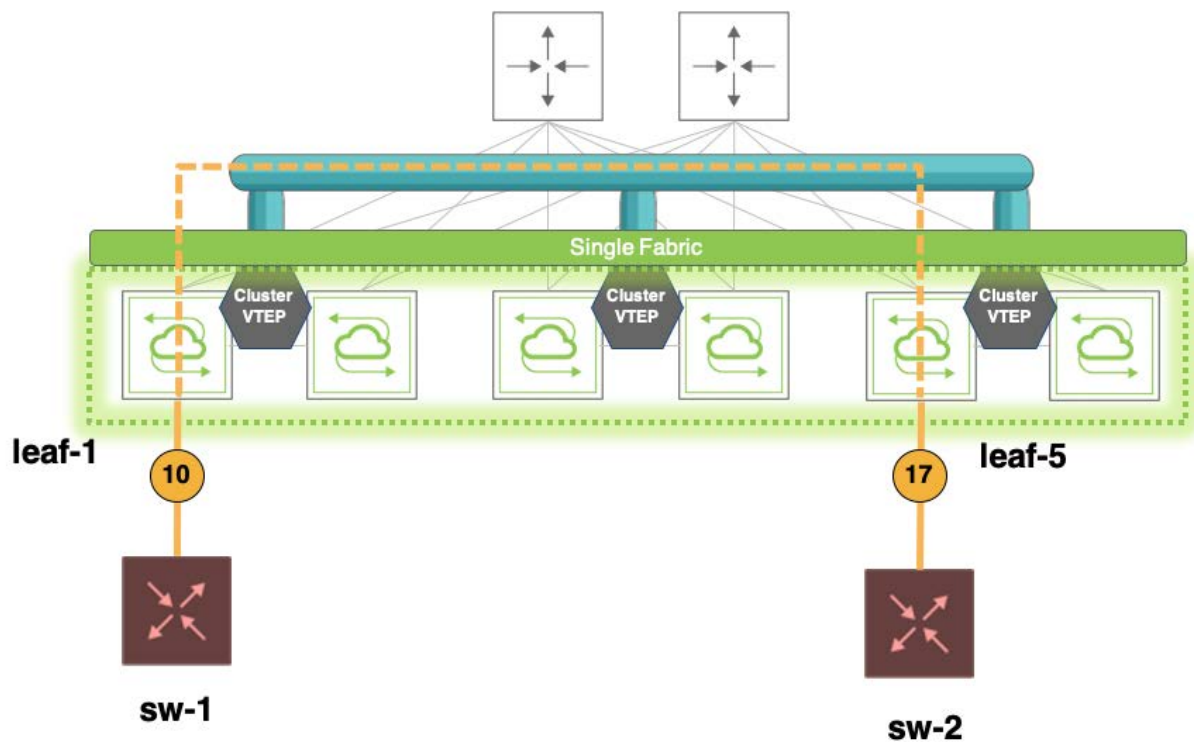 Single Fabric
Cluster
VTEP
Cluster
VTEP
Cluster
VTEP
leaf-1
leaf-5
10
17
sw-1
sw-2